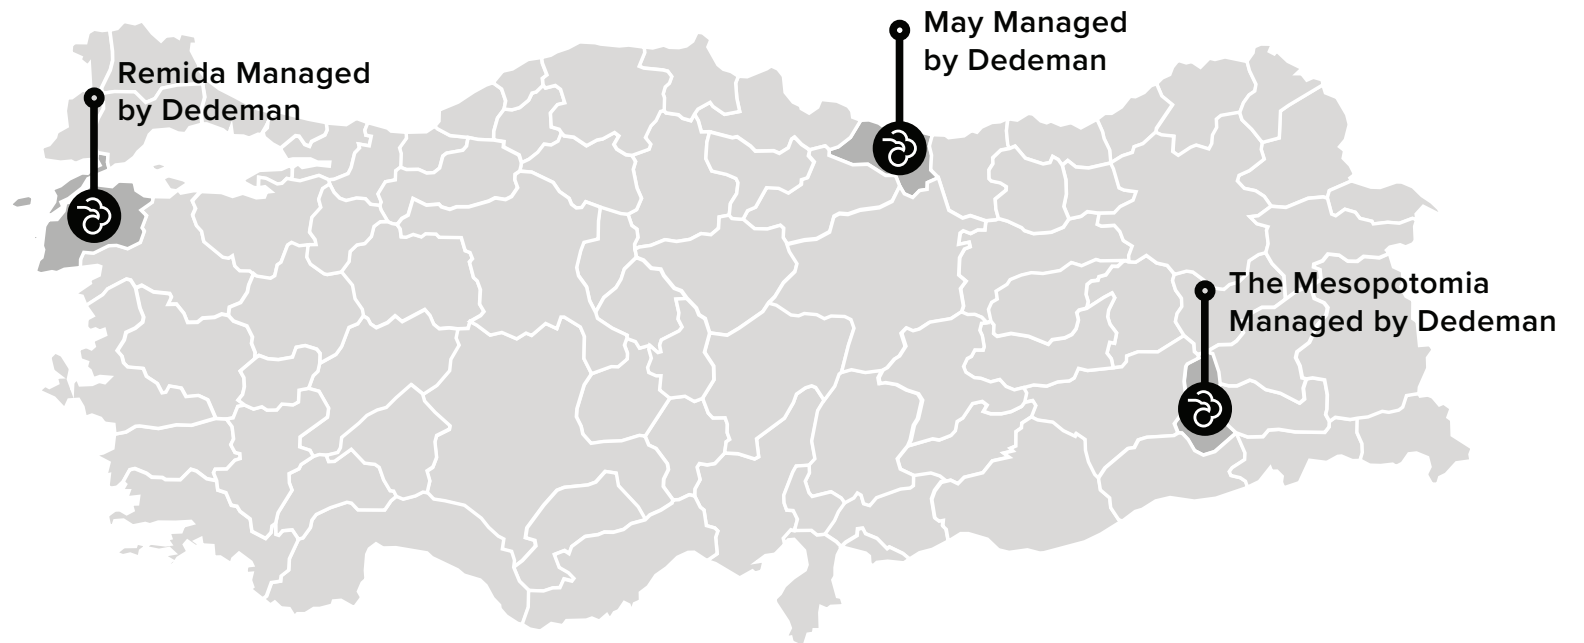 May Managed
by Dedeman
Remida Managed
by Dedeman
The Mesopotomia
Managed by Dedeman